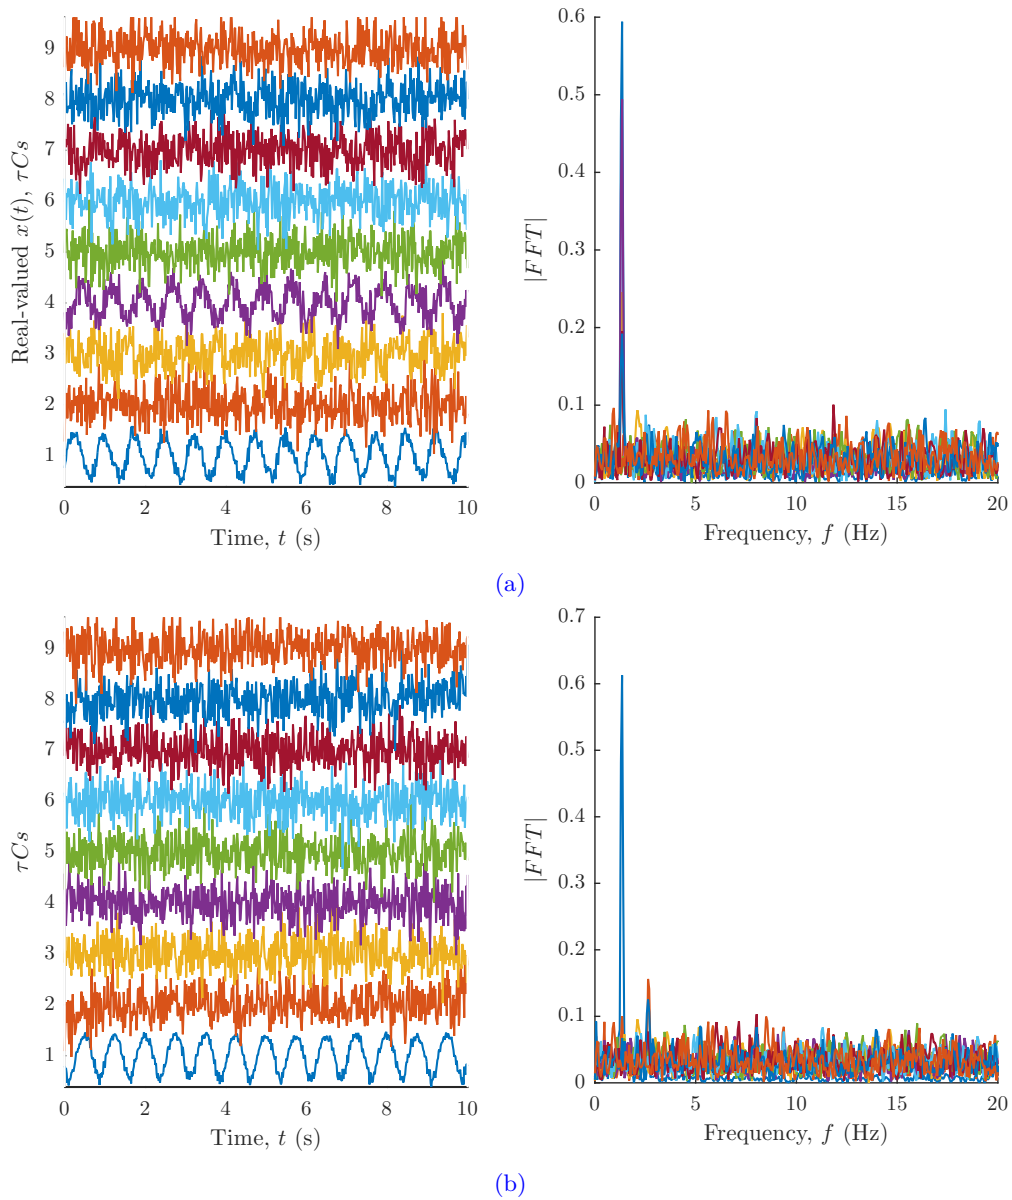 Real-valued x(t), τCs
9
8
7
6
5
4
3
2
1
0 2 4 6 8 10
Time, t (s)
|FFT|
0.6
0.5
0.4
0.3
0.2
0.1
0
0 5 10 15 20
Frequency, f (Hz)
(a)
τCs
9
8
7
6
5
4
3
2
1
0 2 4 6 8 10
Time, t (s)
|FFT|
0.7
0.6
0.5
0.4
0.3
0.2
0.1
0
0 5 10 15 20
Frequency, f (Hz)
(b)